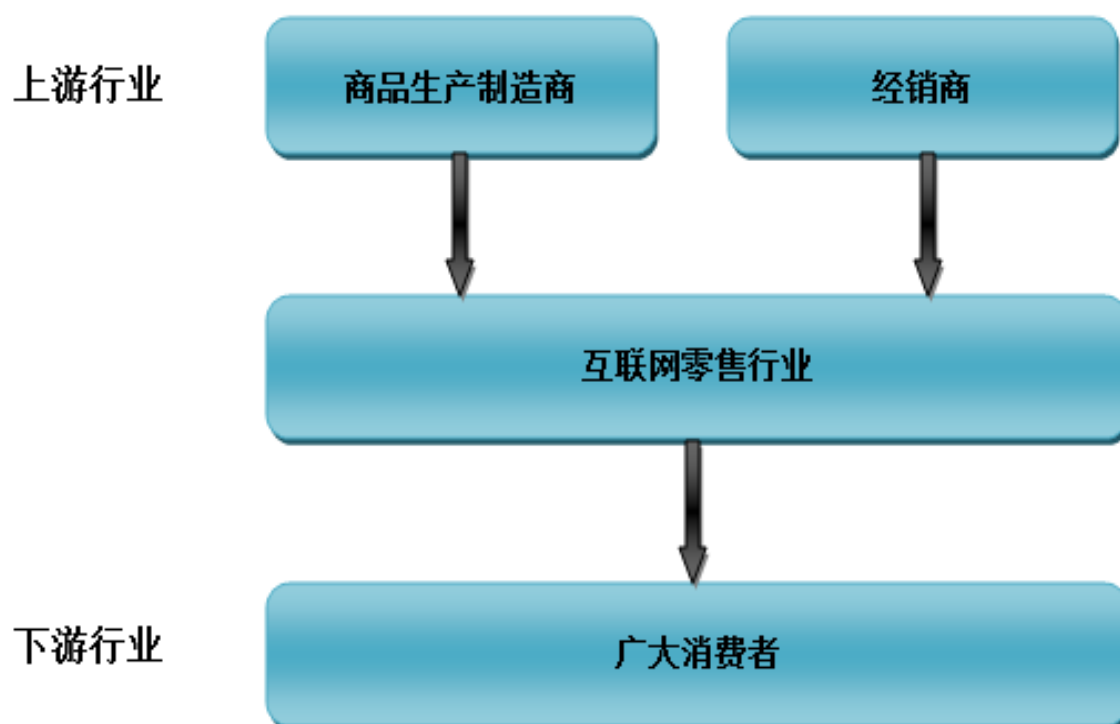 上游行业
商品生产制造商
经销商
互联网零售行业
下游行业
广大消费者